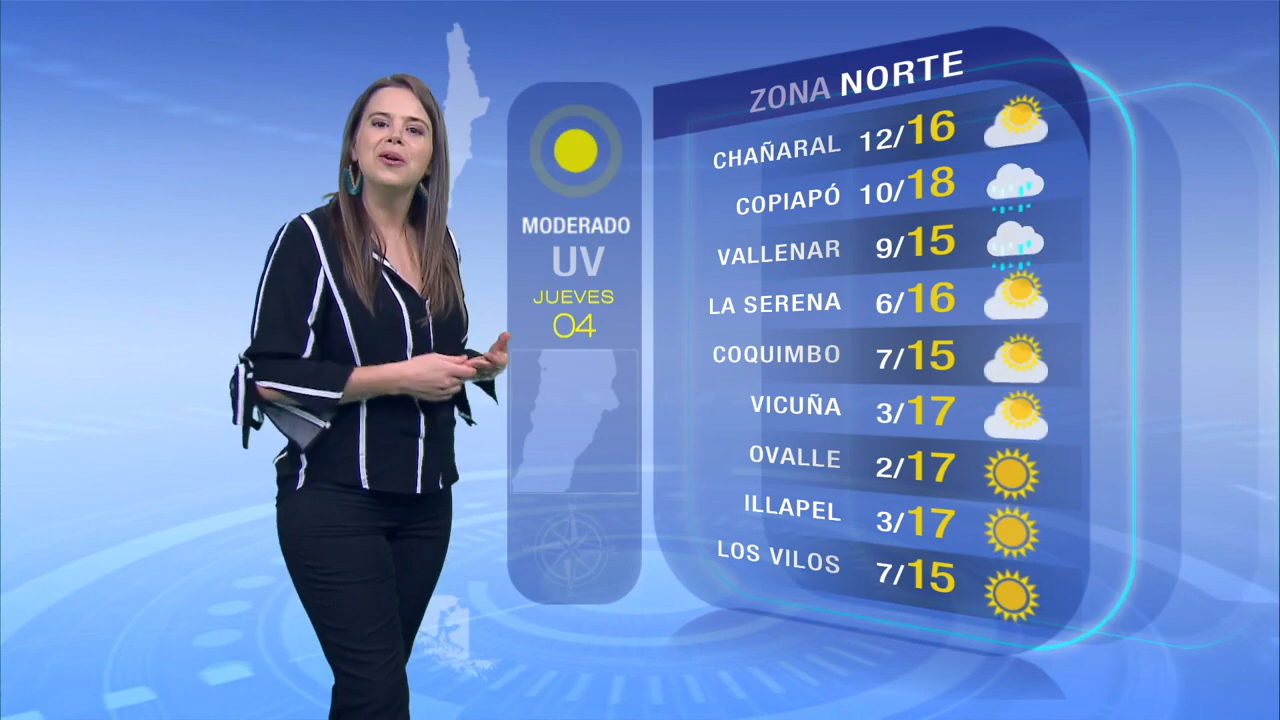 MODERADO
UV
JUEVES
04
ZONA NORTE
CHAÑARAL 12/16
COPIAPÓ 10/18
VALLENAR 9/15
LA SERENA 6/16
COQUIMBO 7/15
VICUÑA 3/17
OVALLE 2/17
ILLAPEL 3/17
LOS VILOS 7/15